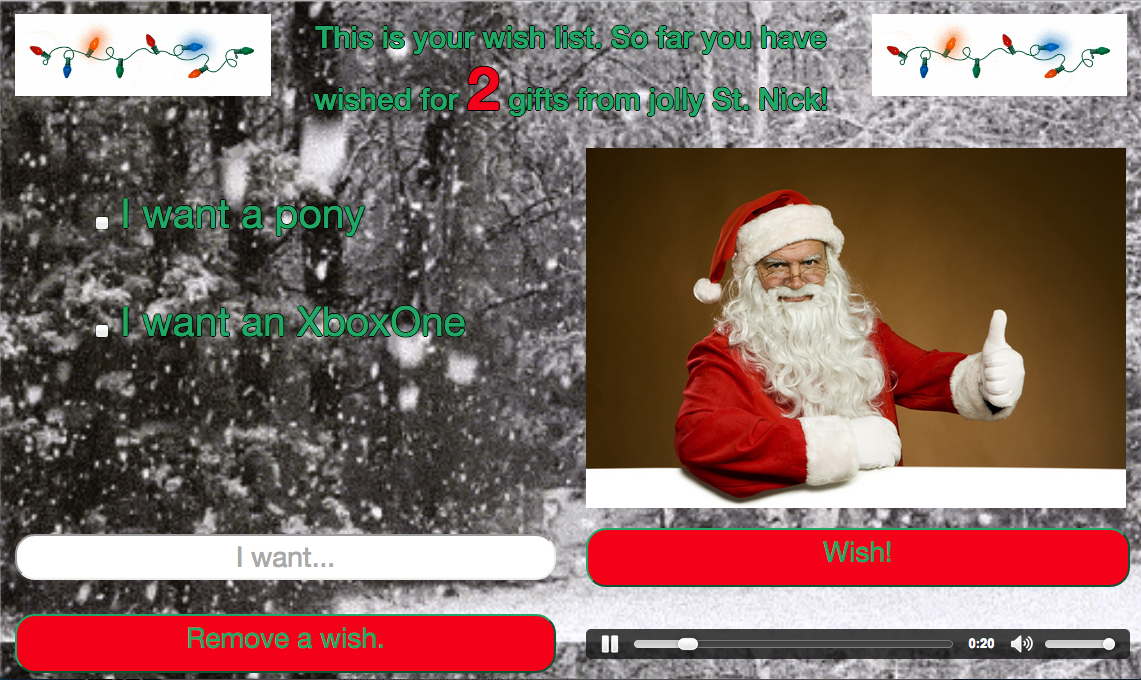 This is your wish list. So far you have
wished for 2 gifts from jolly St. Nick!
I want a pony
I want an XboxOne
I want...
Wish!
Remove a wish.
0:20